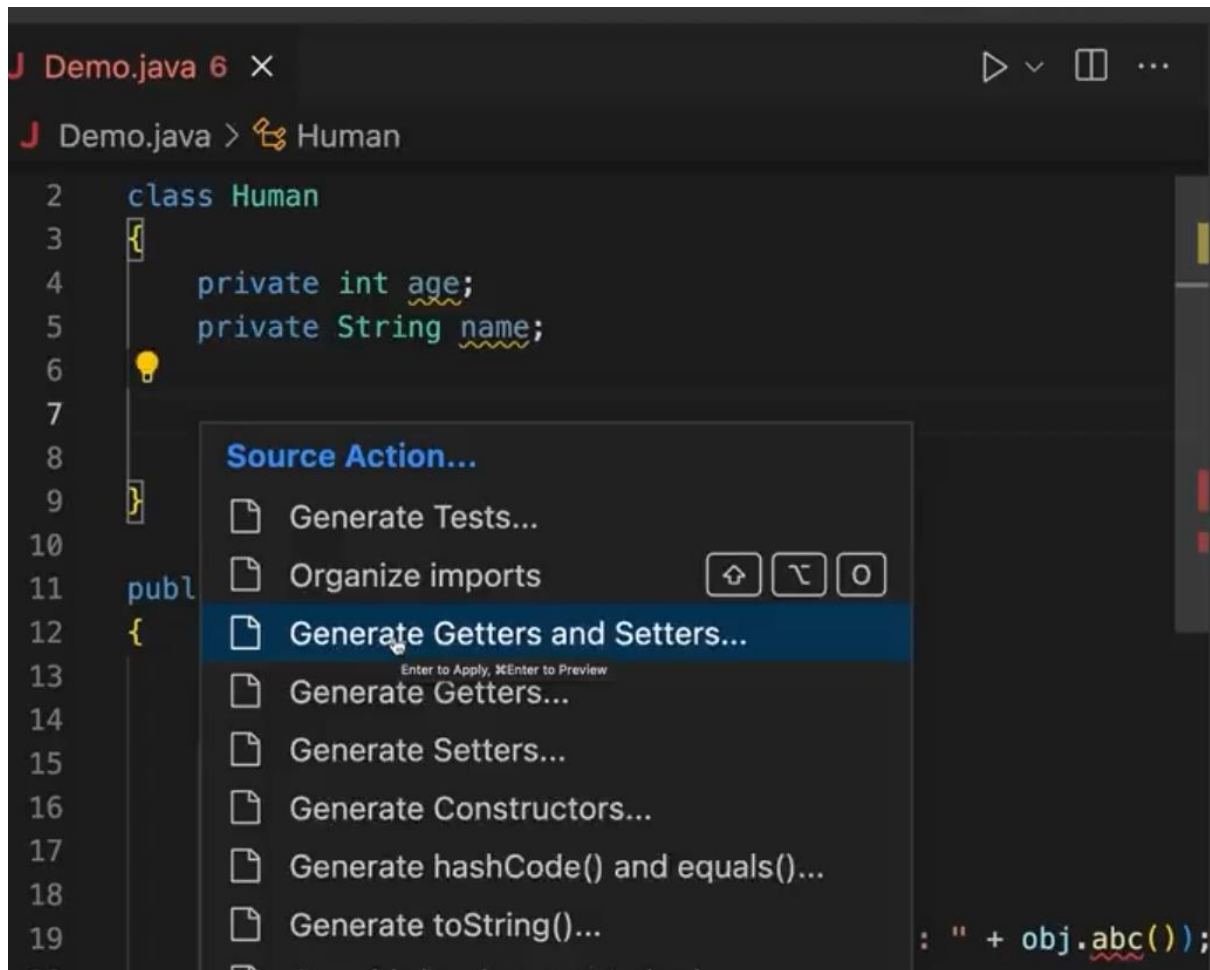 J Demo.java 6 ×
J Demo.java > Human
2 class Human
3 {
4 private int age;
5 private String name;
6
7
8
9 }
10
11 publ
12 {
13
14
15
16
17
18
19 : " + obj.abc());
Source Action...
Generate Tests...
Organize imports ⇧ ⌥ O
Generate Getters and Setters...
Enter to Apply, ⌘Enter to Preview
Generate Getters...
Generate Setters...
Generate Constructors...
Generate hashCode() and equals()...
Generate toString()...